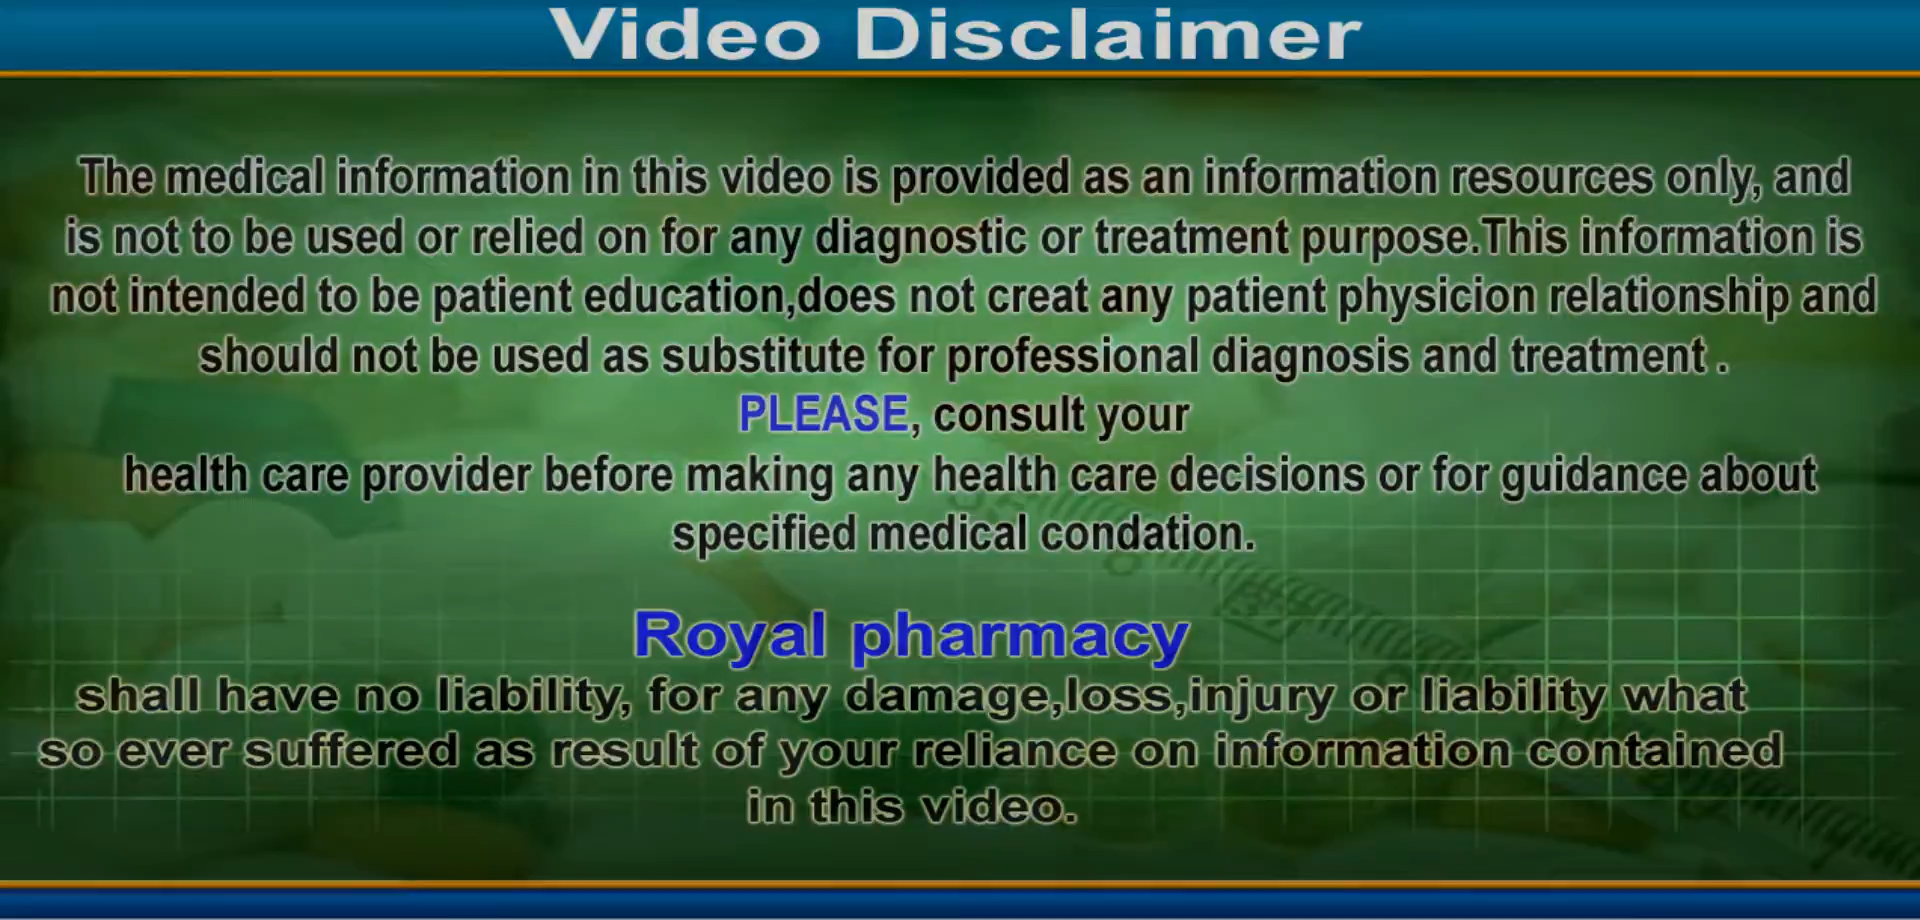 Video Disclaimer
The medical information in this video is provided as an information resources only, and
is not to be used or relied on for any diagnostic or treatment purpose.This information is
not intended to be patient education,does not creat any patient physicion relationship and
should not be used as substitute for professional diagnosis and treatment .
PLEASE, consult your
health care provider before making any health care decisions or for guidance about
specified medical condation.
Royal pharmacy
shall have no liability, for any damage,loss,injury or liability what
so ever suffered as result of your reliance on information contained
in this video.